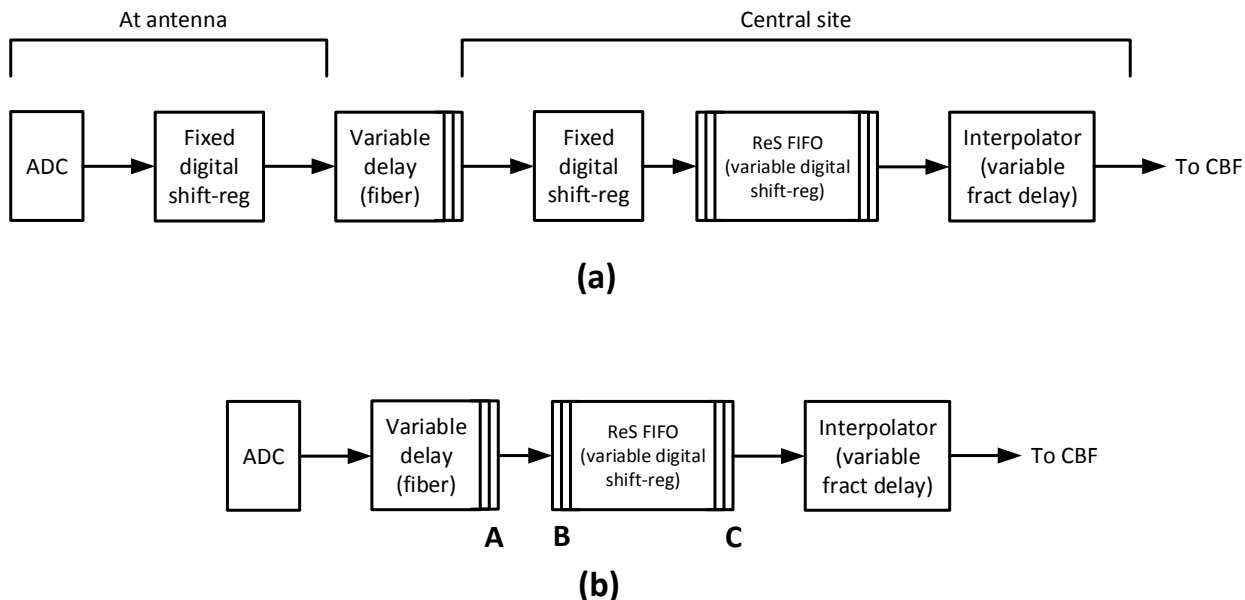 At antenna
Central site
ADC
Fixed
digital
shift-reg
Variable
delay
(fiber)
Fixed
digital
shift-reg
ReS FIFO
(variable digital
shift-reg)
Interpolator
(variable
fract delay)
To CBF
(a)
ADC
Variable
delay
(fiber)
ReS FIFO
(variable digital
shift-reg)
Interpolator
(variable
fract delay)
To CBF
A
B
C
(b)